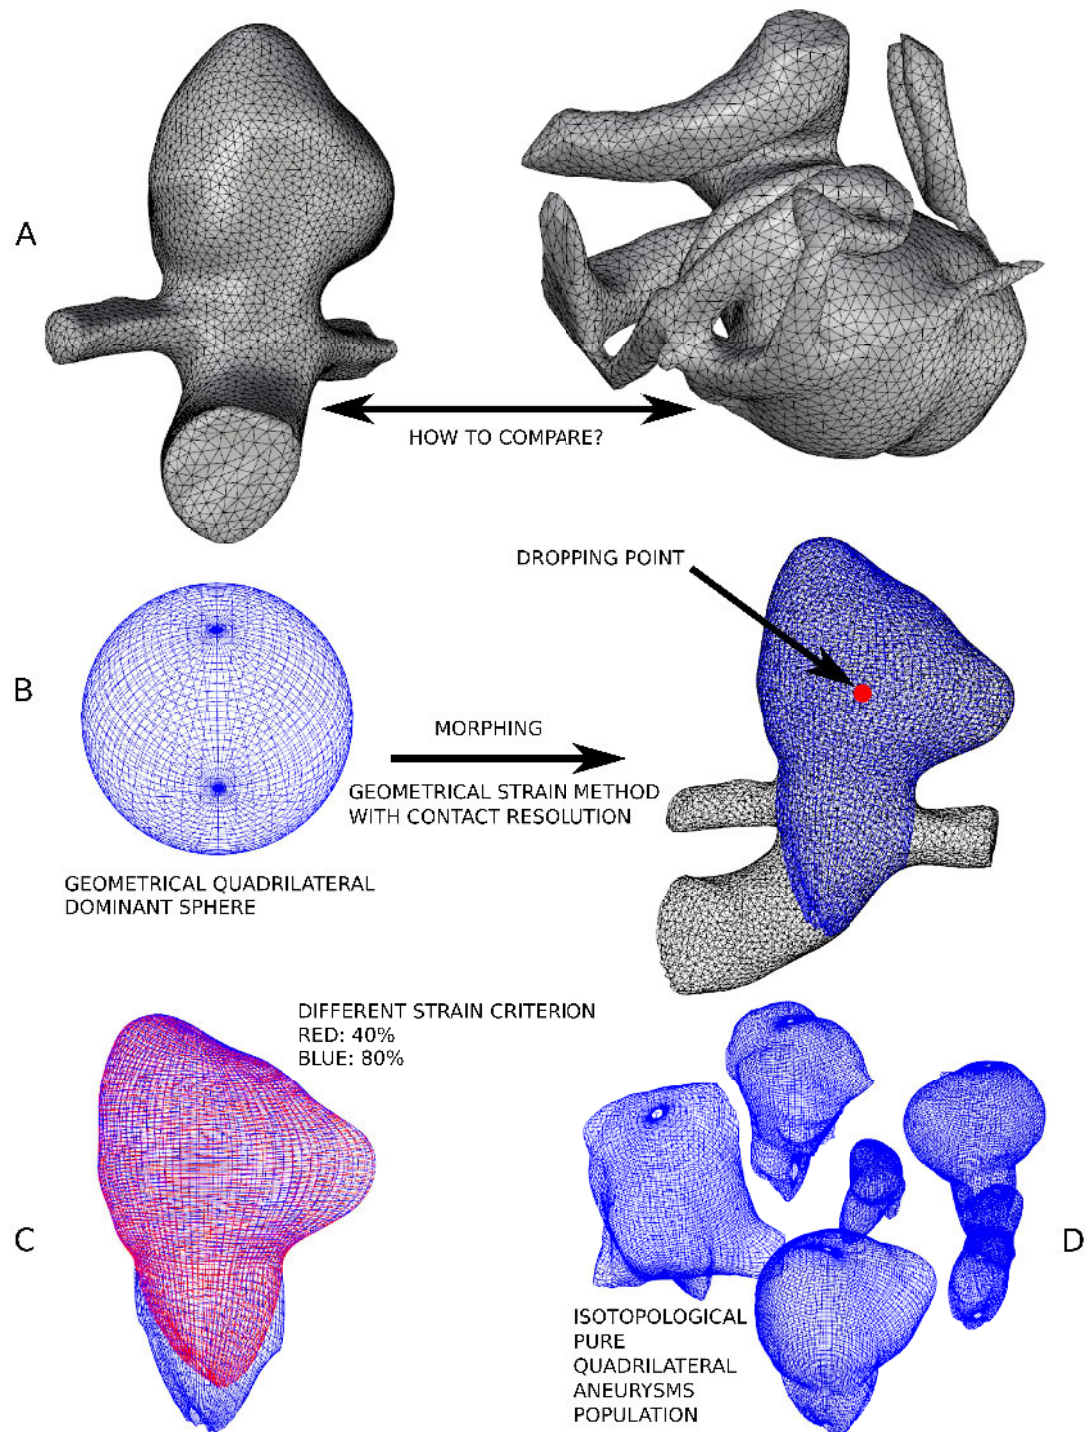 A
HOW TO COMPARE?
DROPPING POINT
B
MORPHING
GEOMETRICAL STRAIN METHOD
WITH CONTACT RESOLUTION
GEOMETRICAL QUADRILATERAL
DOMINANT SPHERE
DIFFERENT STRAIN CRITERION
RED: 40%
BLUE: 80%
C
D
ISOTOPOLOGICAL
PURE
QUADRILATERAL
ANEURYSMS
POPULATION